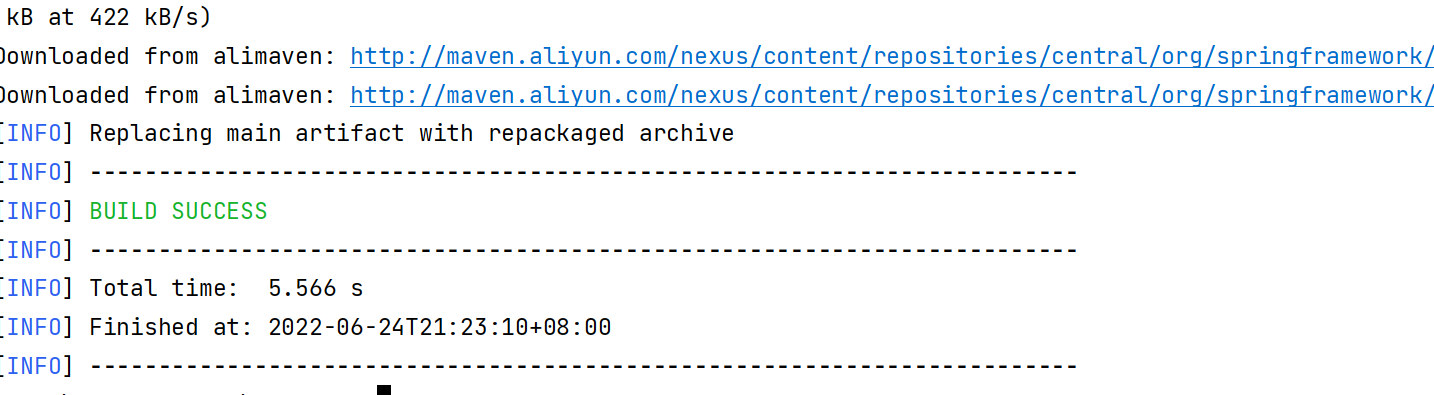 kB at 422 kB/s)
Downloaded from alimaven: http://maven.aliyun.com/nexus/content/repositories/central/org/springframework/
Downloaded from alimaven: http://maven.aliyun.com/nexus/content/repositories/central/org/springframework/
[INFO] Replacing main artifact with repackaged archive
[INFO] ------------------------------------------------------------------------
[INFO] BUILD SUCCESS
[INFO] ------------------------------------------------------------------------
[INFO] Total time:  5.566 s
[INFO] Finished at: 2022-06-24T21:23:10+08:00
[INFO] ------------------------------------------------------------------------